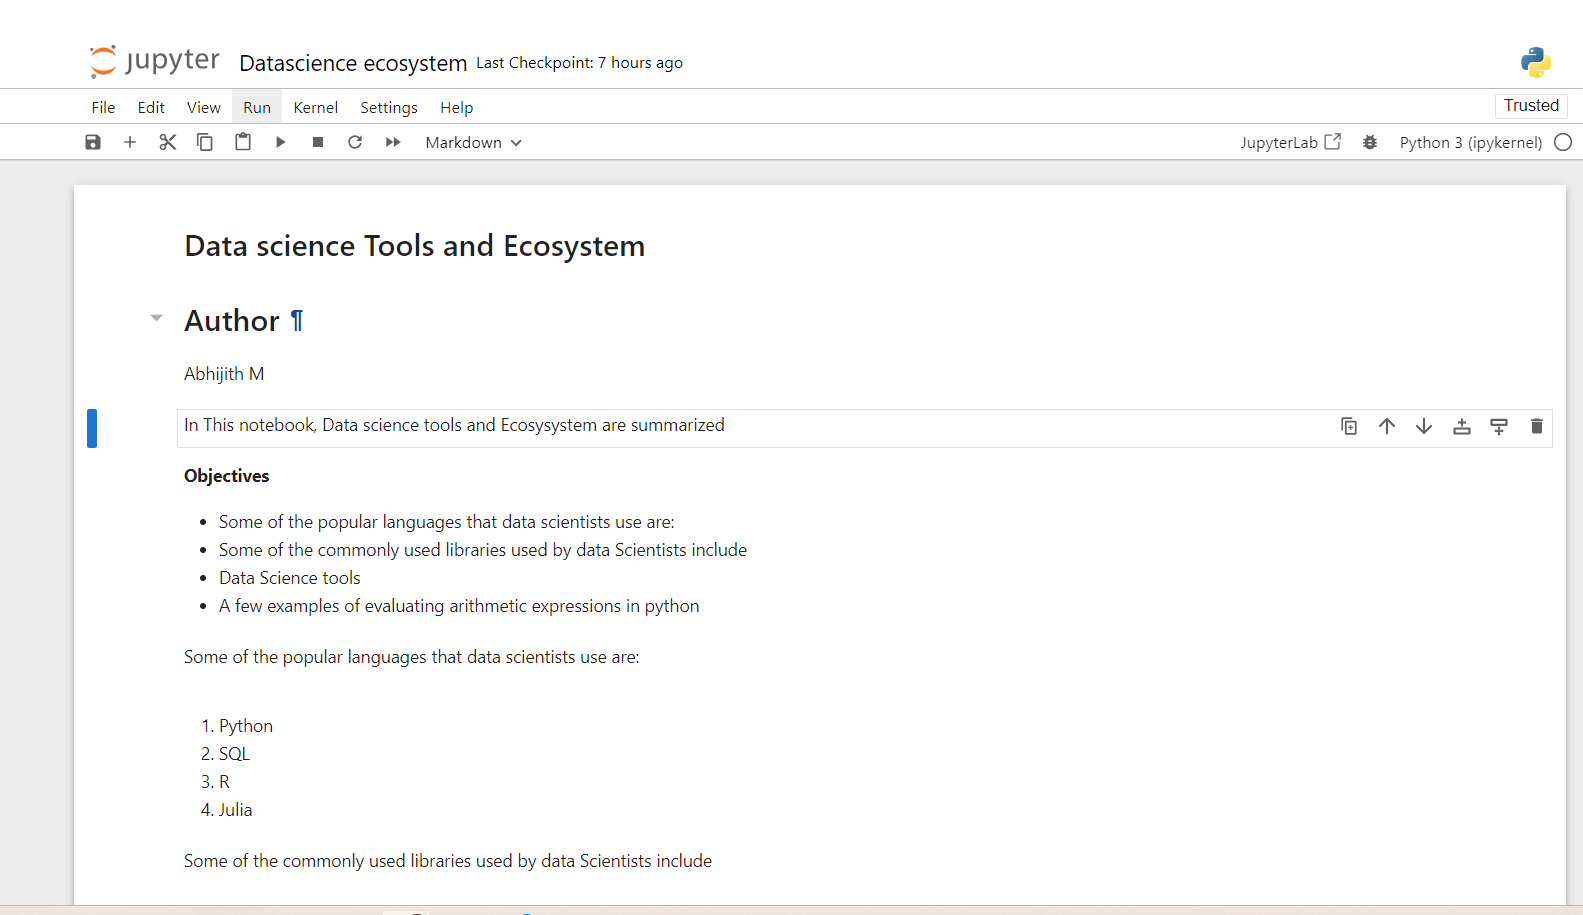 jupyter Datascience ecosystem Last Checkpoint: 7 hours ago
File Edit View Run Kernel Settings Help Trusted
Markdown JupyterLab Python 3 (ipykernel)
Data science Tools and Ecosystem
Author ¶
Abhijith M
In This notebook, Data science tools and Ecosysystem are summarized
Objectives
• Some of the popular languages that data scientists use are:
• Some of the commonly used libraries used by data Scientists include
• Data Science tools
• A few examples of evaluating arithmetic expressions in python
Some of the popular languages that data scientists use are:
1. Python
2. SQL
3. R
4. Julia
Some of the commonly used libraries used by data Scientists include